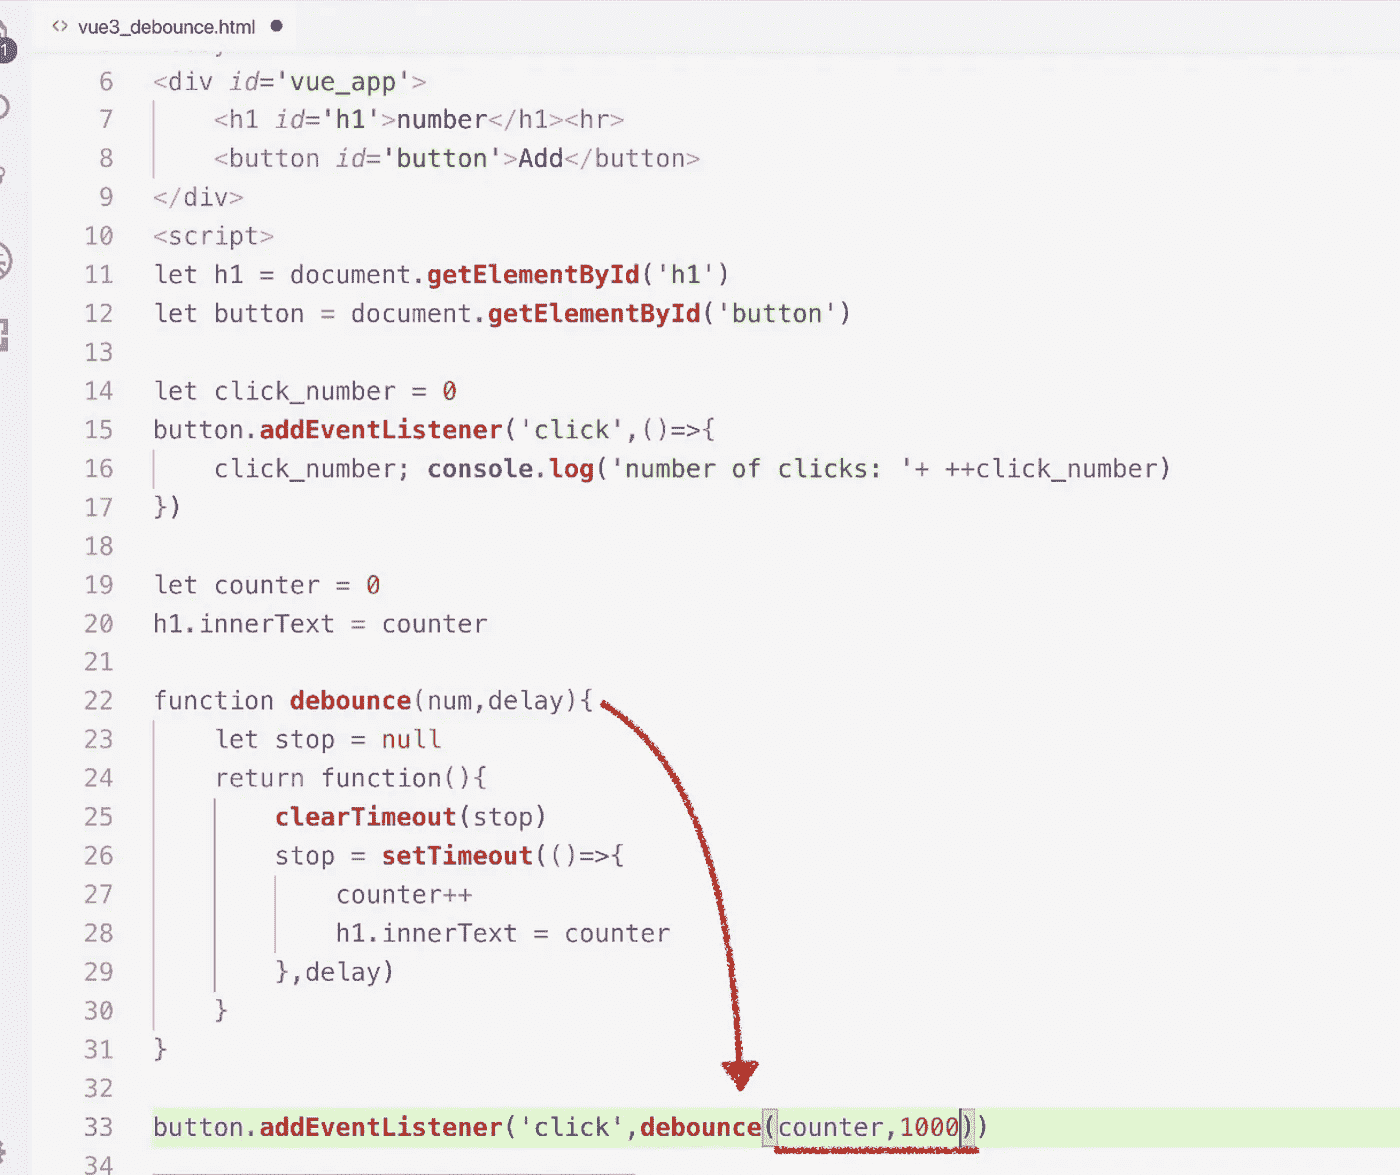 <> vue3_debounce.html
1
6 <div id='vue_app'>
7 <h1 id='h1'>number</h1><hr>
8 <button id='button'>Add</button>
9 </div>
10 <script>
11 let h1 = document.getElementById('h1')
12 let button = document.getElementById('button')
13
14 let click_number = 0
15 button.addEventListener('click',()=>{
16 click_number; console.log('number of clicks: '+ ++click_number)
17 })
18
19 let counter = 0
20 h1.innerText = counter
21
22 function debounce(num,delay){
23 let stop = null
24 return function(){
25 clearTimeout(stop)
26 stop = setTimeout(()=>{
27 counter++
28 h1.innerText = counter
29 },delay)
30 }
31 }
32
33 button.addEventListener('click',debounce(counter,1000))
34